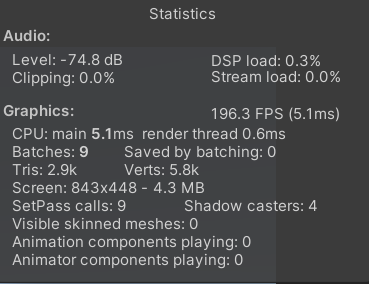 Statistics
Audio:
Level: -74.8 dB DSP load: 0.3%
Clipping: 0.0% Stream load: 0.0%
Graphics: 196.3 FPS (5.1ms)
CPU: main 5.1ms render thread 0.6ms
Batches: 9 Saved by batching: 0
Tris: 2.9k Verts: 5.8k
Screen: 843x448 - 4.3 MB
SetPass calls: 9 Shadow casters: 4
Visible skinned meshes: 0
Animation components playing: 0
Animator components playing: 0